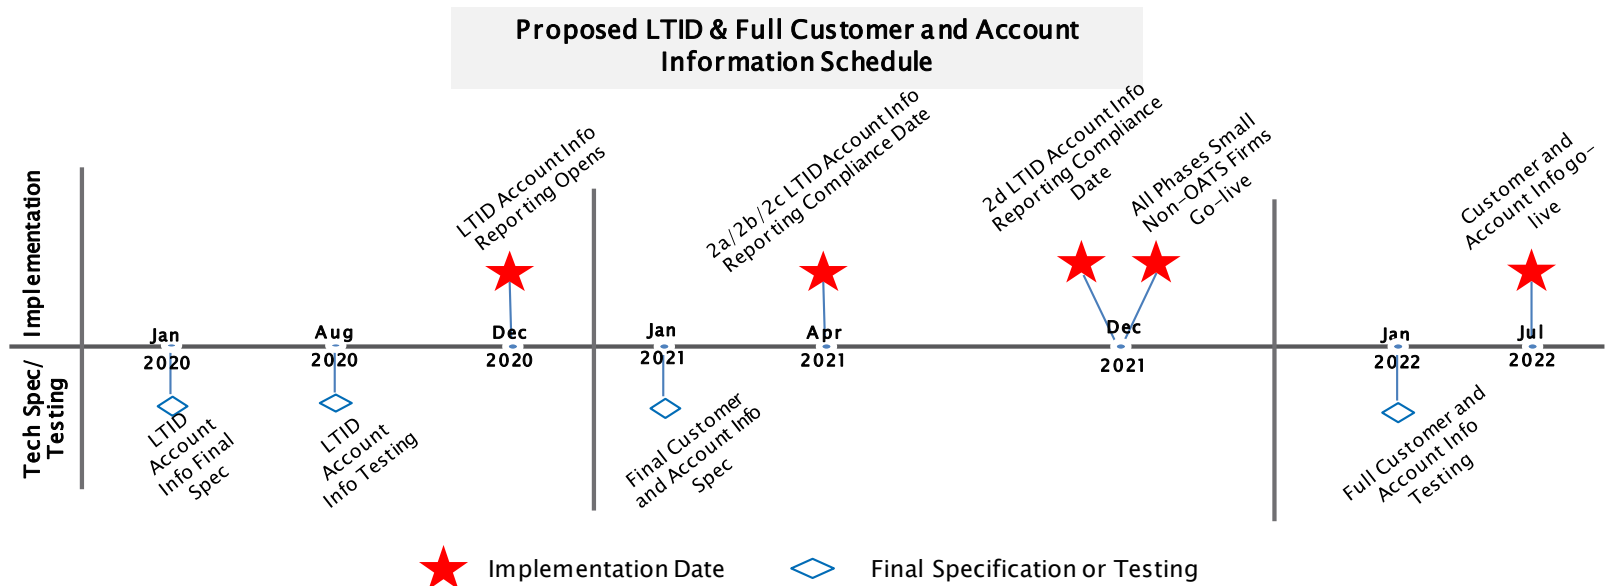 Proposed LTID & Full Customer and Account
Information Schedule
Implementation
Tech Spec/
Testing
LTID Account Info
Reporting Opens
2a/2b/2c LTID Account Info
Reporting Compliance Date
2d LTID Account Info
Reporting Compliance
Date
All Phases Small
Non-OATS Firms
Go-live
Customer and
Account Info go-
live
Jan
2020
Aug
2020
Dec
2020
Jan
2021
Apr
2021
Dec
2021
Jan
2022
Jul
2022
LTID
Account
Info Final
Spec
LTID
Account
Info Testing
Final Customer
and Account Info
Spec
Full Customer and
Account Info
Testing
Implementation Date
Final Specification or Testing